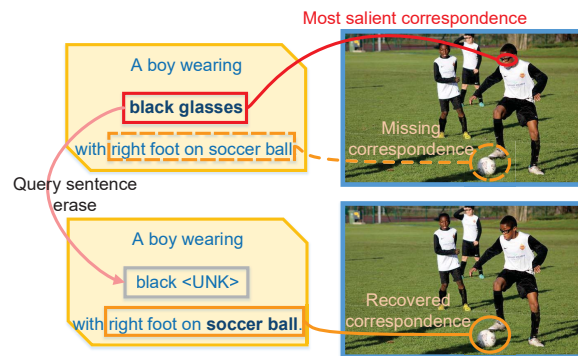 Most salient correspondence
A boy wearing
black glasses
with right foot on soccer ball
Missing
correspondence
Query sentence
erase
A boy wearing
black <UNK>
with right foot on soccer ball.
Recovered
correspondence